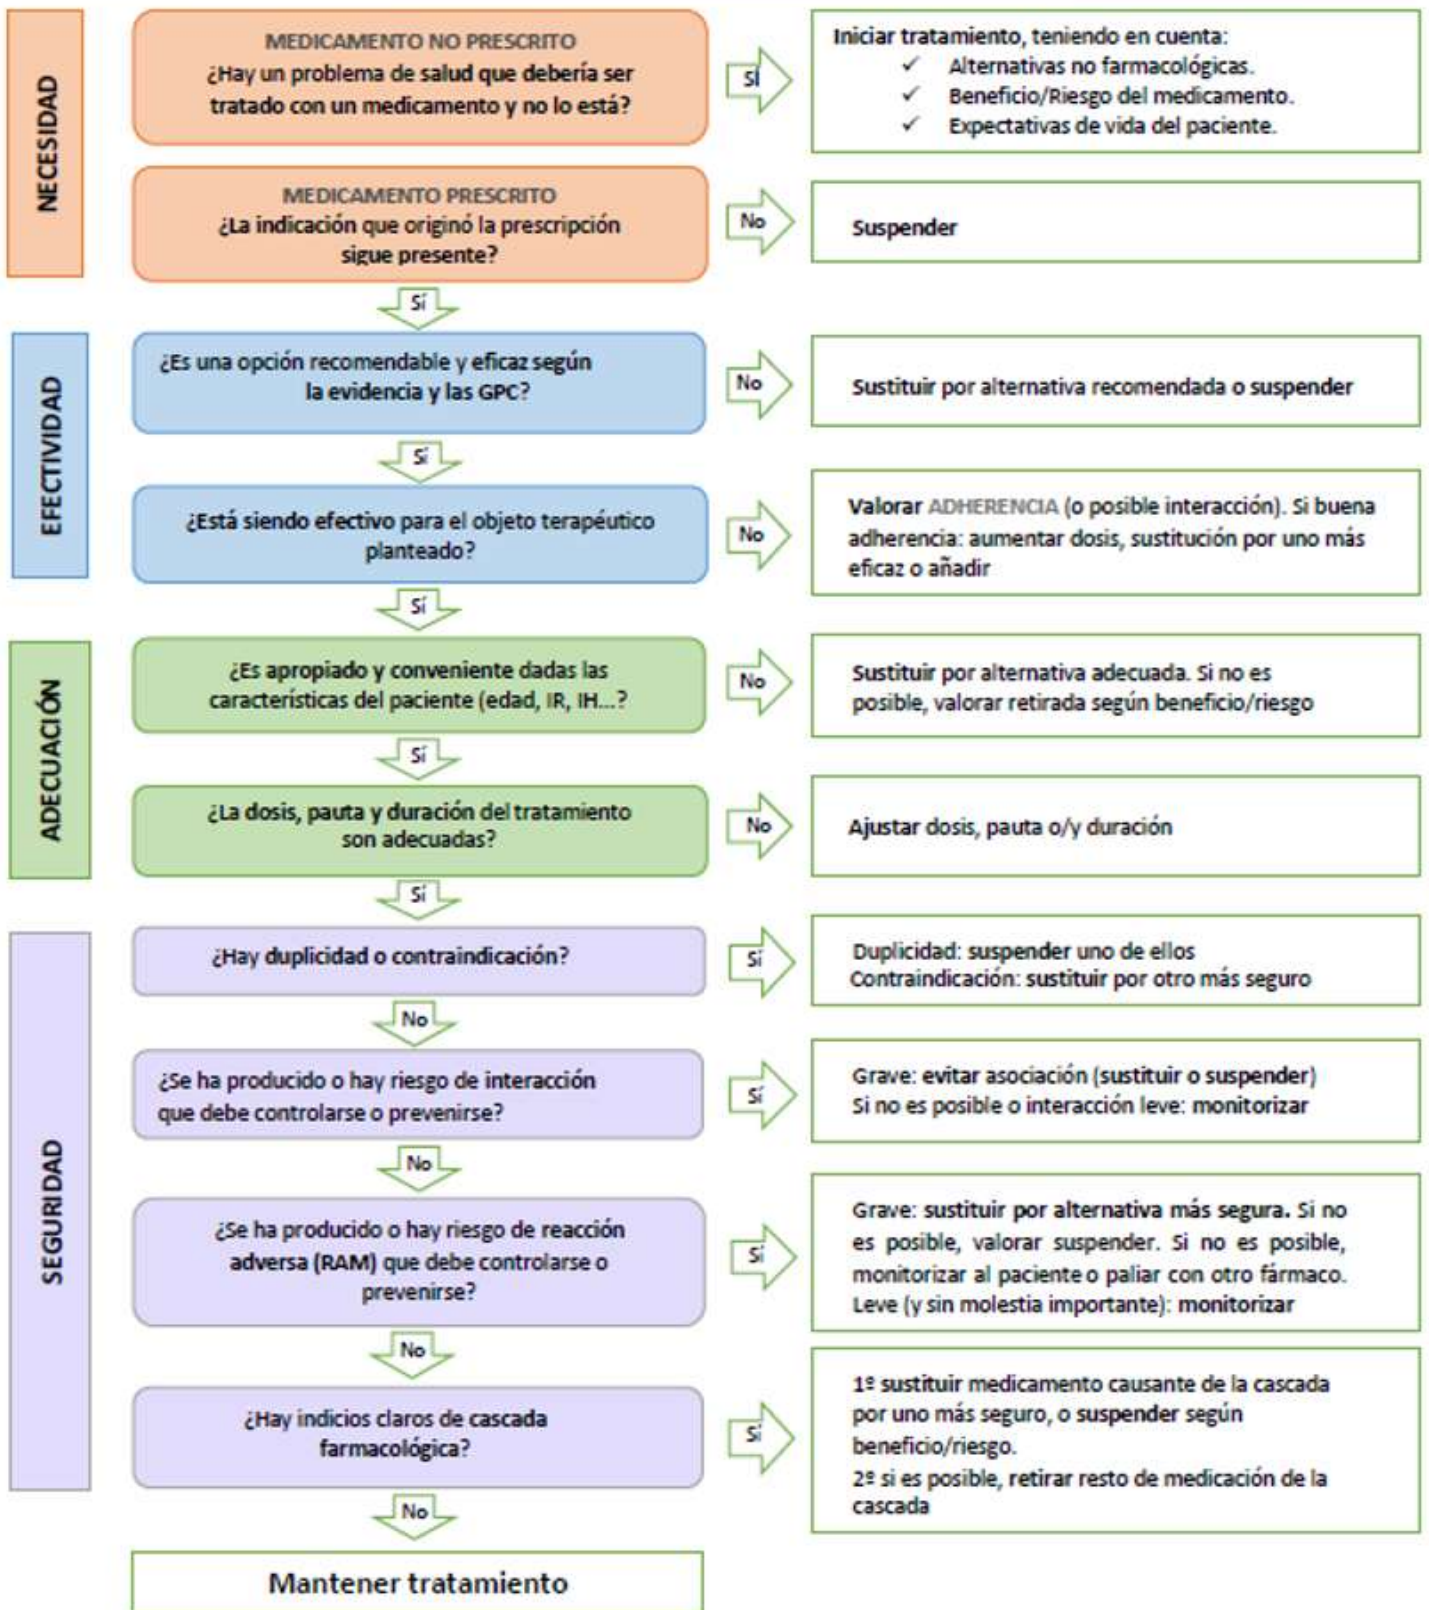 NECESIDAD
MEDICAMENTO NO PRESCRITO
¿Hay un problema de salud que debería ser
tratado con un medicamento y no lo está?
SÍ
Iniciar tratamiento, teniendo en cuenta:
✓ Alternativas no farmacológicas.
✓ Beneficio/Riesgo del medicamento.
✓ Expectativas de vida del paciente.
MEDICAMENTO PRESCRITO
¿La indicación que originó la prescripción
sigue presente?
No
Suspender
Sí
EFECTIVIDAD
¿Es una opción recomendable y eficaz según
la evidencia y las GPC?
No
Sustituir por alternativa recomendada o suspender
Sí
¿Está siendo efectivo para el objeto terapéutico
planteado?
No
Valorar ADHERENCIA (o posible interacción). Si buena
adherencia: aumentar dosis, sustitución por uno más
eficaz o añadir
Sí
ADECUACIÓN
¿Es apropiado y conveniente dadas las
características del paciente (edad, IR, IH...?
No
Sustituir por alternativa adecuada. Si no es
posible, valorar retirada según beneficio/riesgo
Sí
¿La dosis, pauta y duración del tratamiento
son adecuadas?
No
Ajustar dosis, pauta o/y duración
Sí
SEGURIDAD
¿Hay duplicidad o contraindicación?
Sí
Duplicidad: suspender uno de ellos
Contraindicación: sustituir por otro más seguro
No
¿Se ha producido o hay riesgo de interacción
que debe controlarse o prevenirse?
Sí
Grave: evitar asociación (sustituir o suspender)
Si no es posible o interacción leve: monitorizar
No
¿Se ha producido o hay riesgo de reacción
adversa (RAM) que debe controlarse o
prevenirse?
Sí
Grave: sustituir por alternativa más segura. Si no
es posible, valorar suspender. Si no es posible,
monitorizar al paciente o paliar con otro fármaco.
Leve (y sin molestia importante): monitorizar
No
¿Hay indicios claros de cascada
farmacológica?
Sí
1º sustituir medicamento causante de la cascada
por uno más seguro, o suspender según
beneficio/riesgo.
2º si es posible, retirar resto de medicación de la
cascada
No
Mantener tratamiento